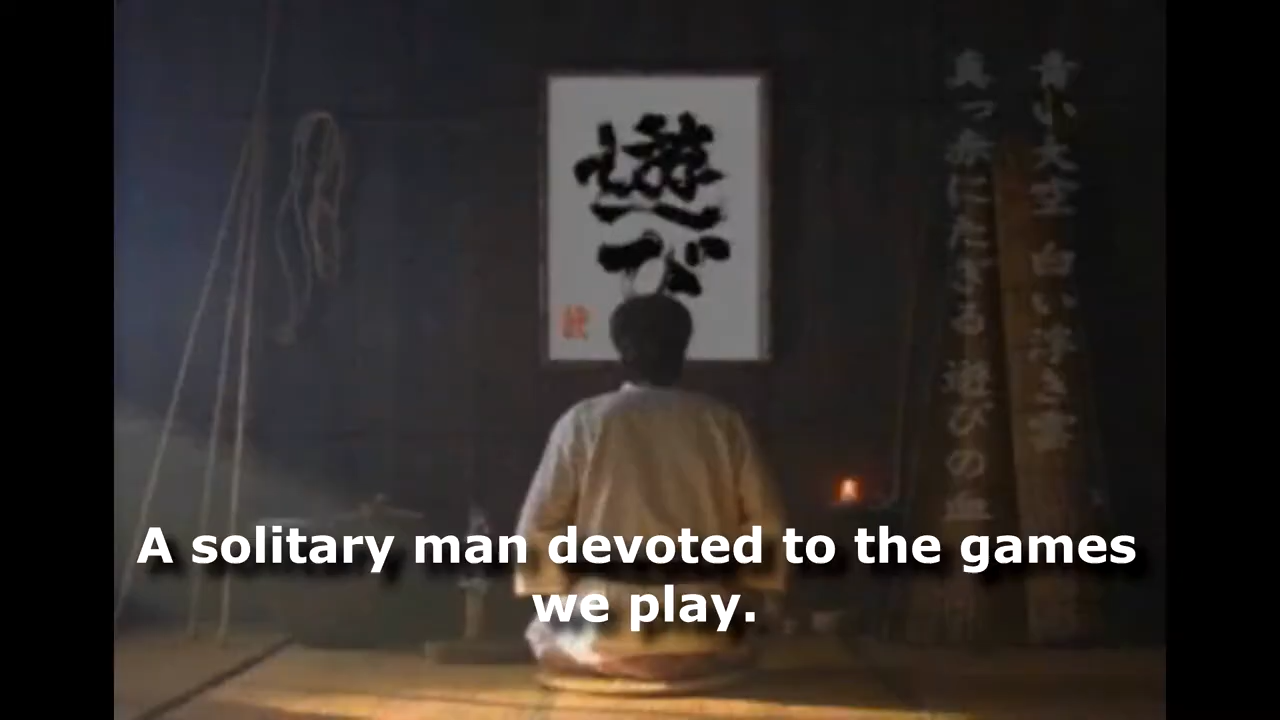 遊び
青い大空 白い浮き雲
真っ赤にたぎる 遊びの血
A solitary man devoted to the games
we play.